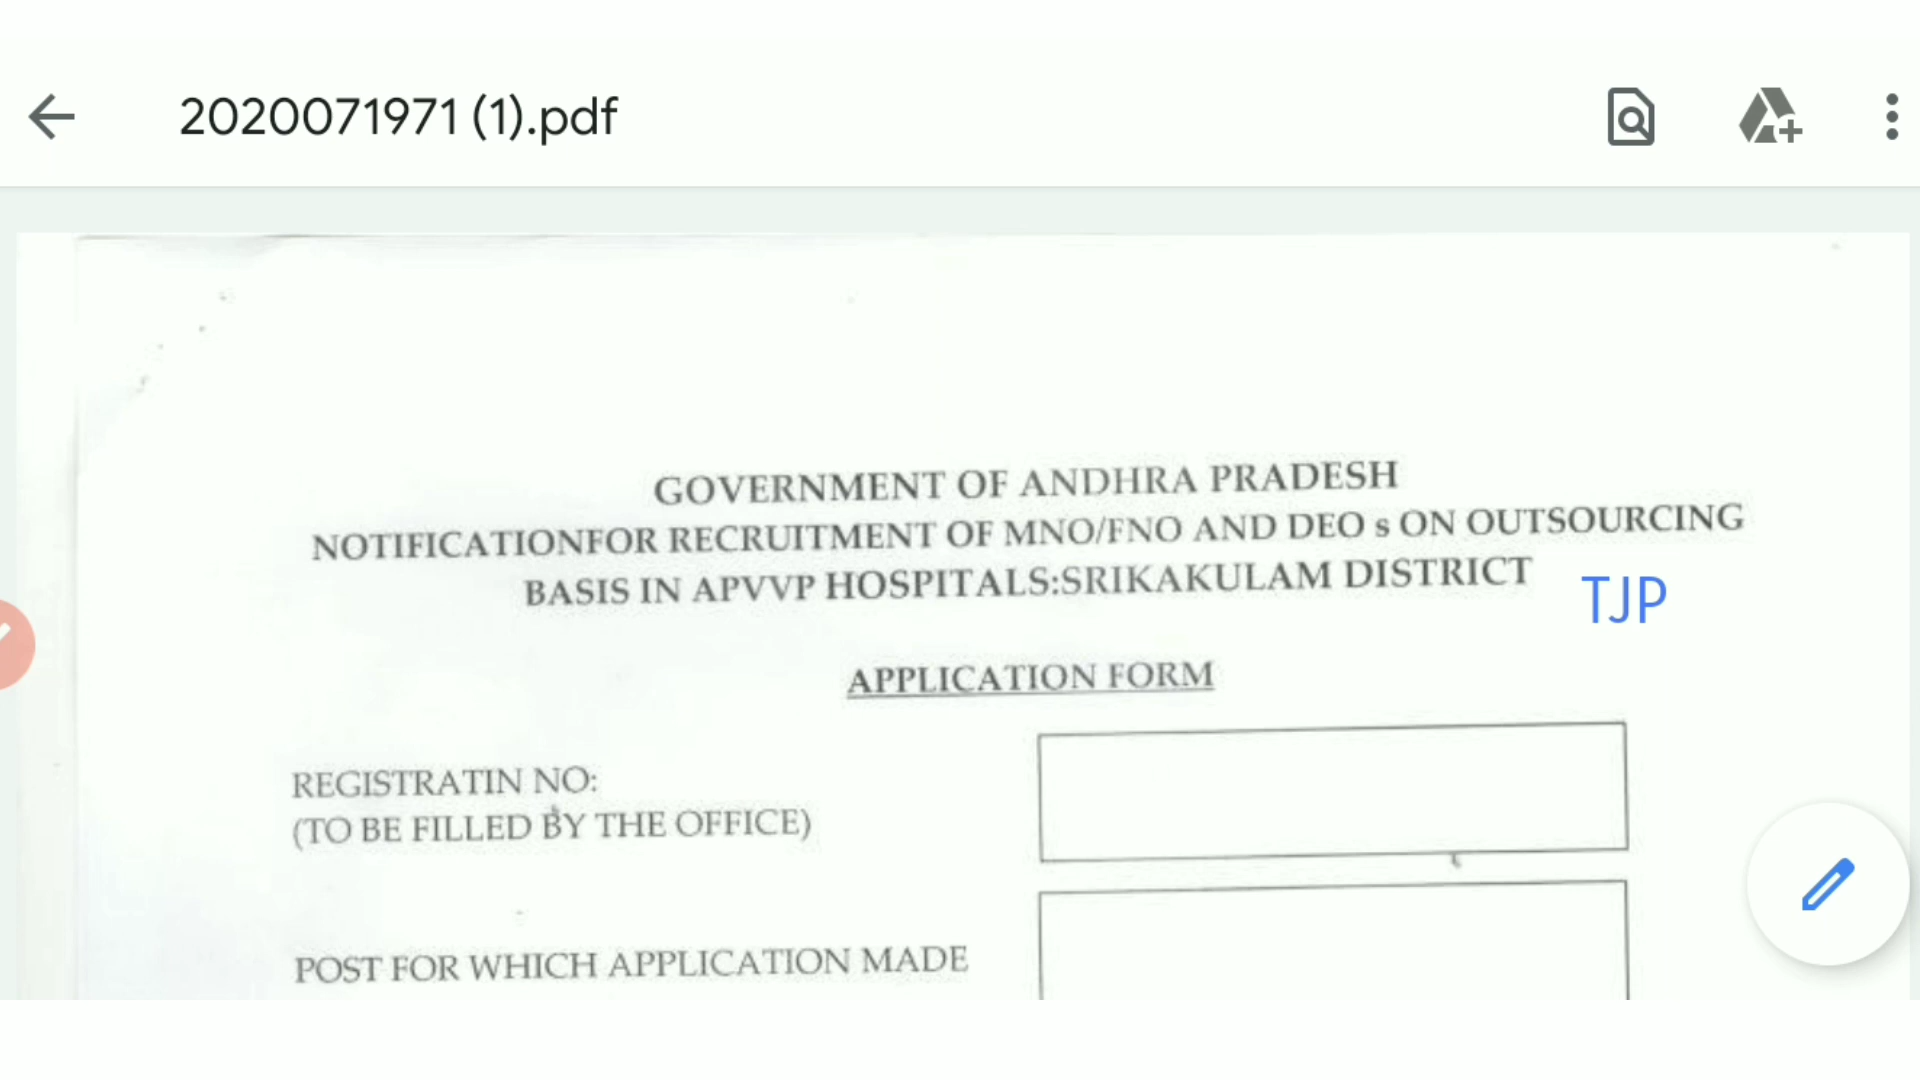 2020071971 (1).pdf
GOVERNMENT OF ANDHRA PRADESH
NOTIFICATIONFOR RECRUITMENT OF MNO/FNO AND DEO s ON OUTSOURCING
BASIS IN APVVP HOSPITALS:SRIKAKULAM DISTRICT
TJP
APPLICATION FORM
REGISTRATIN NO:
(TO BE FILLED BY THE OFFICE)
POST FOR WHICH APPLICATION MADE